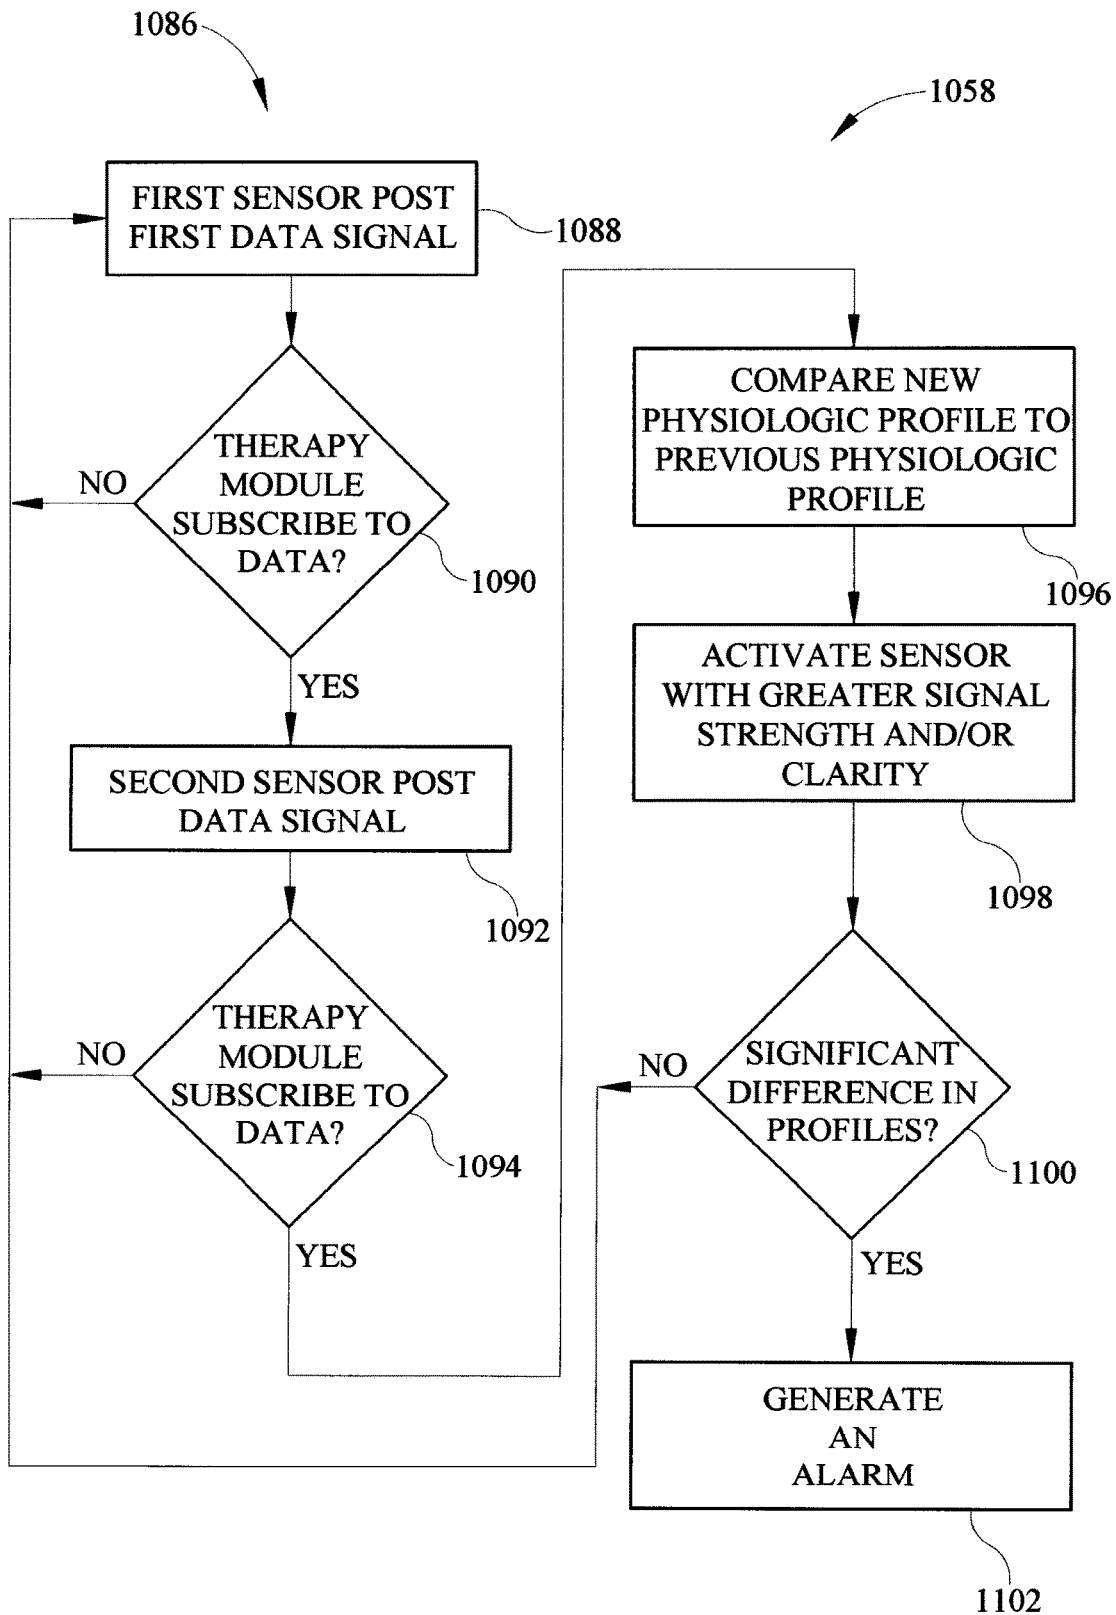 1086
1058
FIRST SENSOR POST
FIRST DATA SIGNAL
1088
THERAPY
MODULE
SUBSCRIBE TO
DATA?
NO
1090
YES
SECOND SENSOR POST
DATA SIGNAL
1092
THERAPY
MODULE
SUBSCRIBE TO
DATA?
NO
1094
YES
COMPARE NEW
PHYSIOLOGIC PROFILE TO
PREVIOUS PHYSIOLOGIC
PROFILE
1096
ACTIVATE SENSOR
WITH GREATER SIGNAL
STRENGTH AND/OR
CLARITY
1098
SIGNIFICANT
DIFFERENCE IN
PROFILES?
NO
1100
YES
GENERATE
AN
ALARM
1102